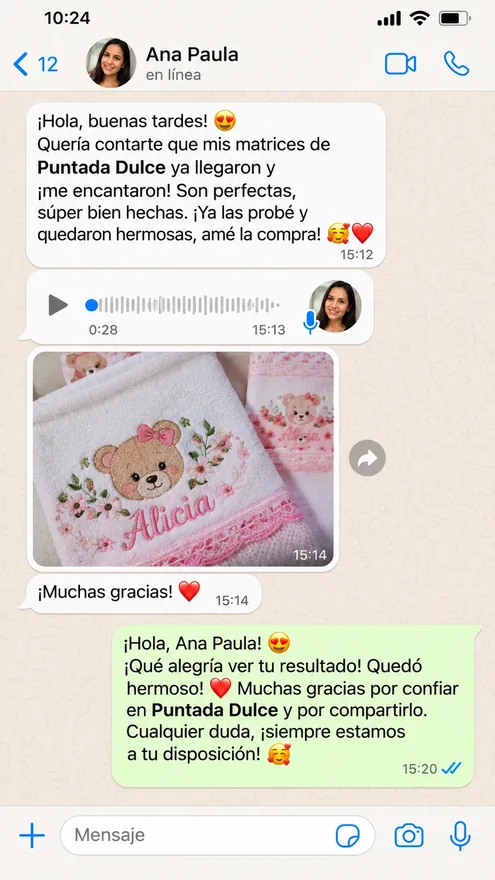 10:24
12
Ana Paula
en línea
¡Hola, buenas tardes! 😍
Quería contarte que mis matrices de
Puntada Dulce ya llegaron y
¡me encantaron! Son perfectas,
súper bien hechas. ¡Ya las probé y
quedaron hermosas, amé la compra! 🥰❤️
15:12
0:28
15:13
Alicia
15:14
¡Muchas gracias! ❤️
15:14
¡Hola, Ana Paula! 😍
¡Qué alegría ver tu resultado! Quedó
hermoso! ❤️ Muchas gracias por confiar
en Puntada Dulce y por compartirlo.
Cualquier duda, ¡siempre estamos
a tu disposición! 🥰
15:20
Mensaje